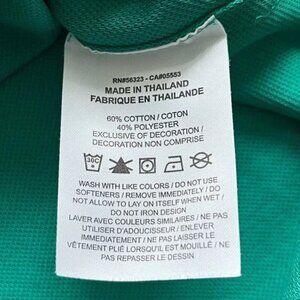 RN#56323 - CA#05553
MADE IN THAILAND
FABRIQUE EN THAILANDE
60% COTTON / COTON
40% POLYESTER
EXCLUSIVE OF DECORATION /
DECORATION NON COMPRISE
30C
WASH WITH LIKE COLORS / DO NOT USE
SOFTENERS / REMOVE IMMEDIATELY / DO
NOT ALLOW TO LAY ON ITSELF WHEN WET /
DO NOT IRON DESIGN
LAVER AVEC COULEURS SIMILAIRES / NE PAS
UTILISER D'ADOUCISSEUR / ENLEVER
IMMEDIATEMENT / NE PAS LAISSER LE
VÊTEMENT PLIÉ LORSQU'IL EST MOUILLÉ / NE
PAS REPASSER LE DESSIN